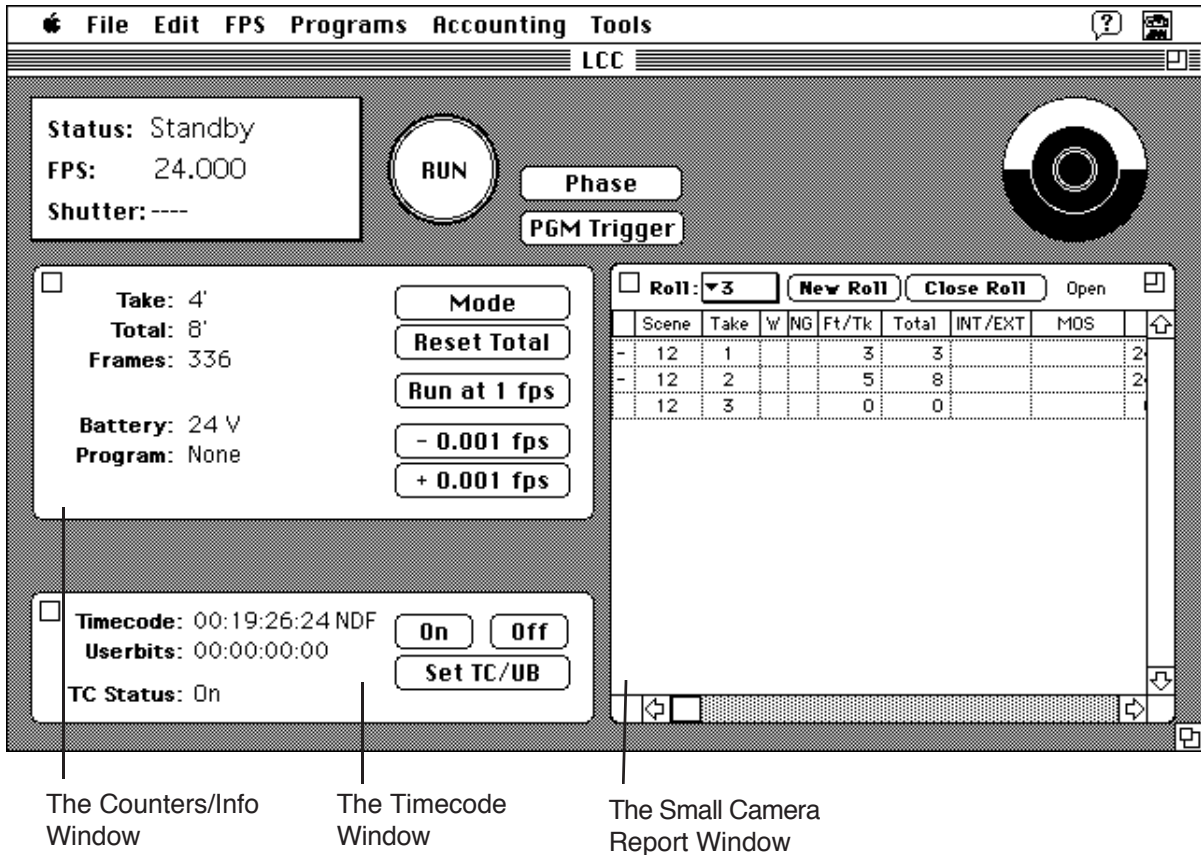 File Edit FPS Programs Accounting Tools
LCC
Status: Standby
FPS: 24.000
Shutter: ----
RUN
Phase
PGM Trigger
Take: 4'
Total: 8'
Frames: 336
Battery: 24 V
Program: None
Mode
Reset Total
Run at 1 fps
- 0.001 fps
+ 0.001 fps
Roll: 3 New Roll Close Roll Open
Scene Take W NG Ft/Tk Total INT/EXT MOS
- 12 1 3 3
- 12 2 5 8
12 3 0 0
Timecode: 00:19:26:24 NDF
Userbits: 00:00:00:00
TC Status: On
On Off
Set TC/UB
The Counters/Info
Window
The Timecode
Window
The Small Camera
Report Window